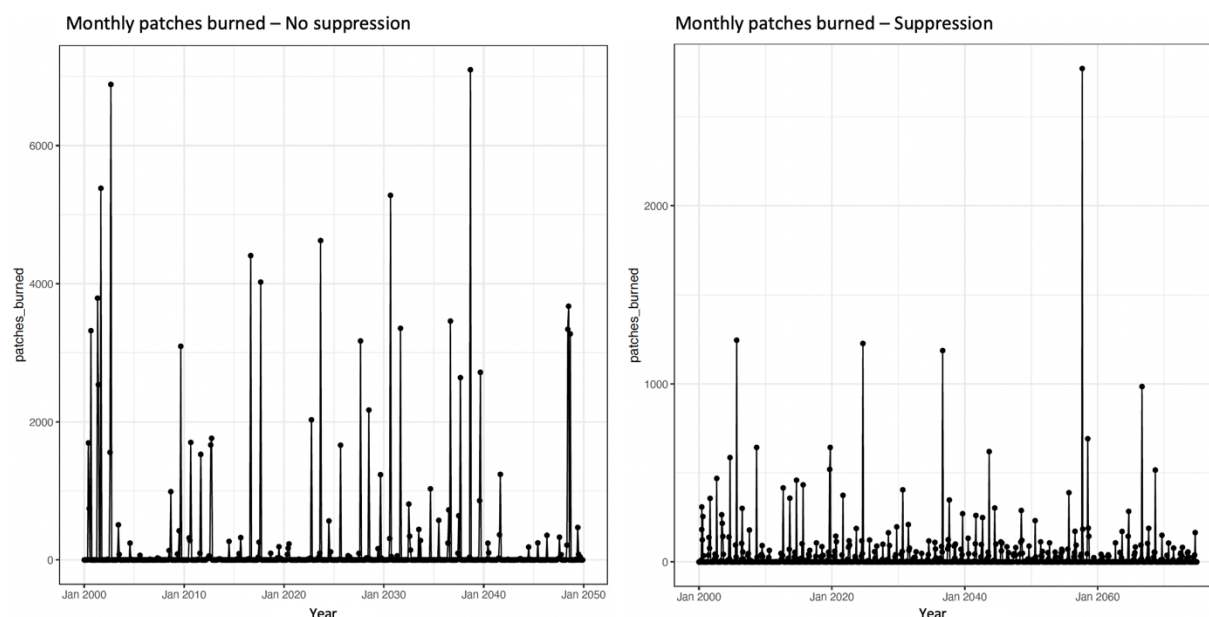 Monthly patches burned – No suppression
6000
4000
2000
0
patches_burned
Jan 2000 Jan 2010 Jan 2020 Jan 2030 Jan 2040 Jan 2050
Year
Monthly patches burned – Suppression
2000
1000
0
patches_burned
Jan 2000 Jan 2020 Jan 2040 Jan 2060
Year